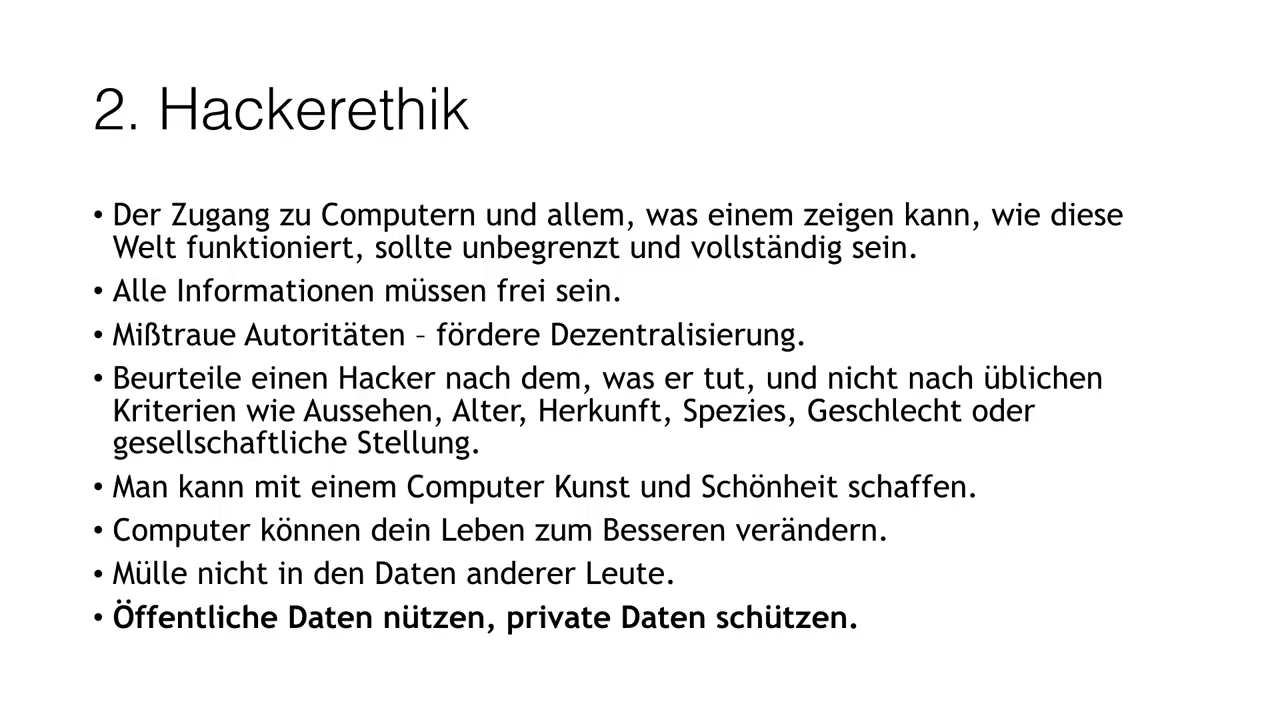 2. Hackerethik
• Der Zugang zu Computern und allem, was einem zeigen kann, wie diese
Welt funktioniert, sollte unbegrenzt und vollständig sein.
• Alle Informationen müssen frei sein.
• Mißtraue Autoritäten – fördere Dezentralisierung.
• Beurteile einen Hacker nach dem, was er tut, und nicht nach üblichen
Kriterien wie Aussehen, Alter, Herkunft, Spezies, Geschlecht oder
gesellschaftliche Stellung.
• Man kann mit einem Computer Kunst und Schönheit schaffen.
• Computer können dein Leben zum Besseren verändern.
• Mülle nicht in den Daten anderer Leute.
• Öffentliche Daten nützen, private Daten schützen.